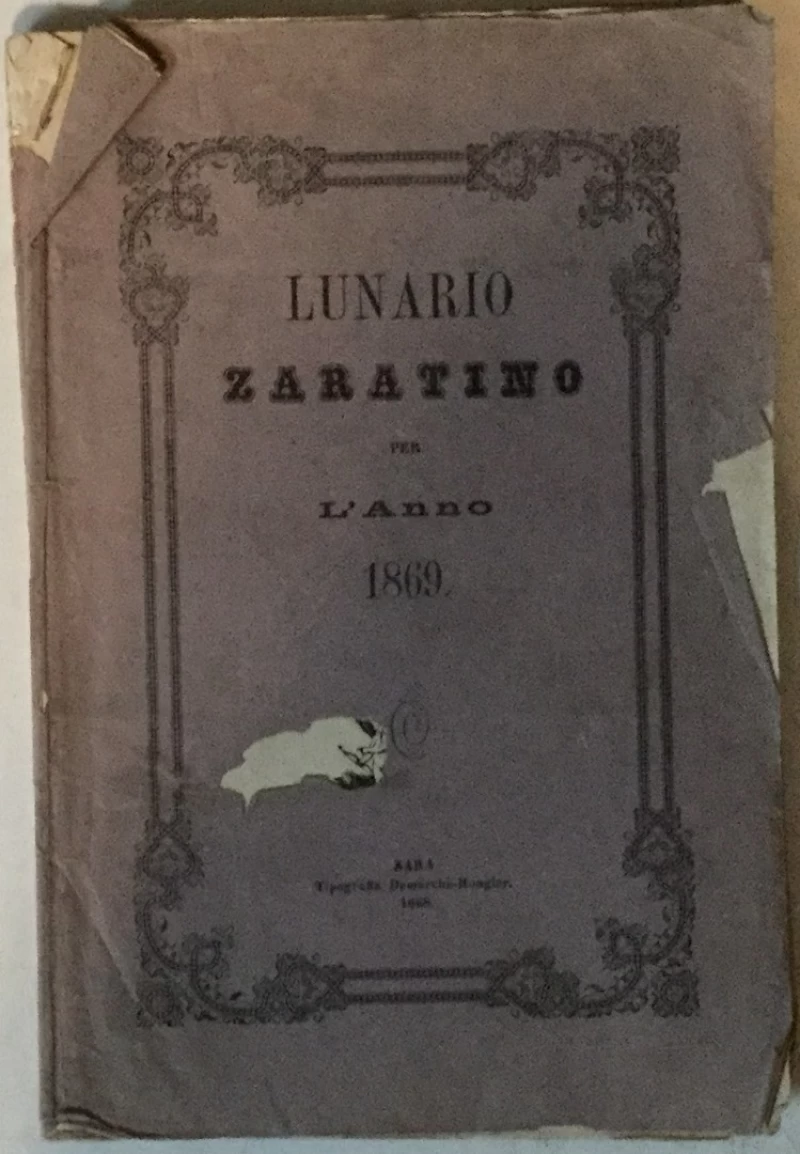 LUNARIO
ZARATINO
PER
L'Anno
1869.
ZARA
Tipografia Demarchi-Rougier.
1868